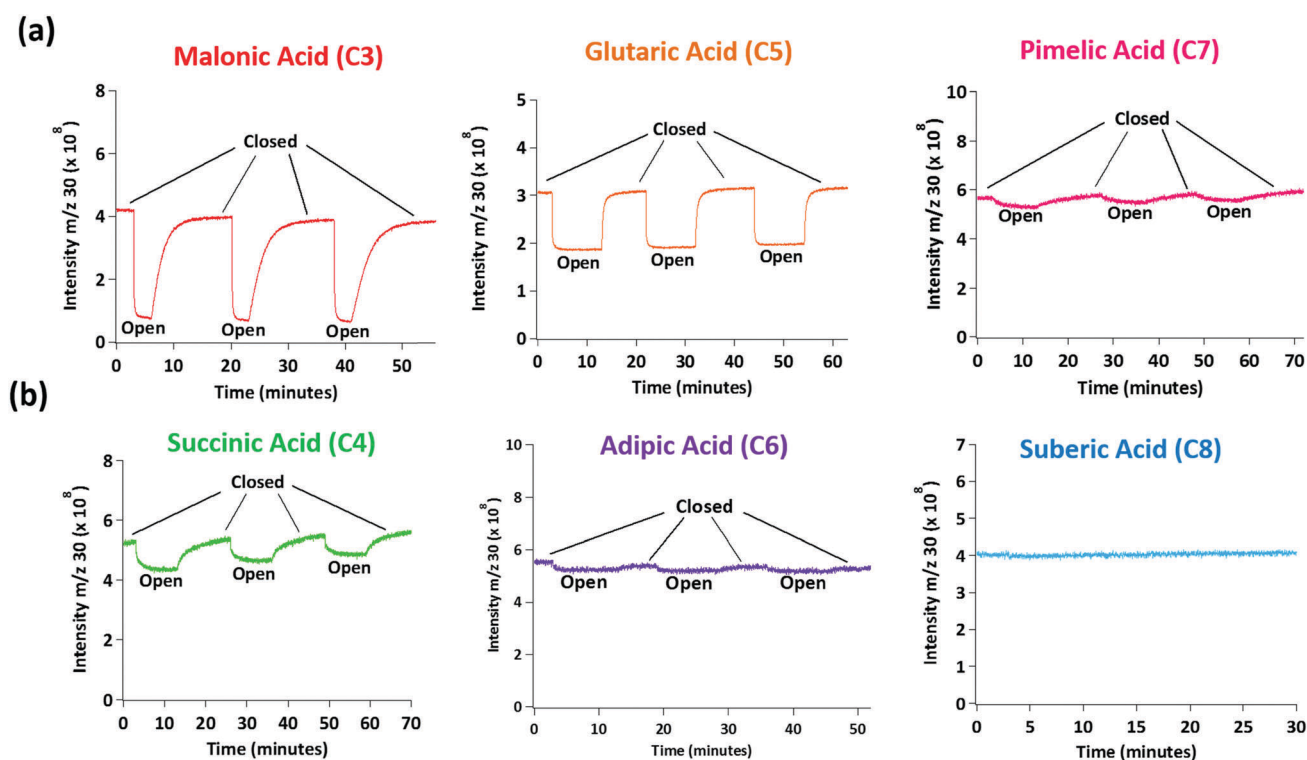 (a)
Malonic Acid (C3)
Intensity m/z 30 (x 10^8)
8
6
4
2
0
Closed
Open
Open
Open
0 10 20 30 40 50
Time (minutes)
Glutaric Acid (C5)
Intensity m/z 30 (x 10^8)
5
4
3
2
1
0
Closed
Open
Open
Open
0 10 20 30 40 50 60
Time (minutes)
Pimelic Acid (C7)
Intensity m/z 30 (x 10^8)
10
8
6
4
2
0
Closed
Open
Open
Open
0 10 20 30 40 50 60 70
Time (minutes)
(b)
Succinic Acid (C4)
Intensity m/z 30 (x 10^8)
8
6
4
2
0
Closed
Open
Open
Open
0 10 20 30 40 50 60 70
Time (minutes)
Adipic Acid (C6)
Intensity m/z 30 (x 10^8)
10
8
6
4
2
0
Closed
Open
Open
Open
0 10 20 30 40 50
Time (minutes)
Suberic Acid (C8)
Intensity m/z 30 (x 10^8)
7
6
5
4
3
2
1
0
0 5 10 15 20 25 30
Time (minutes)